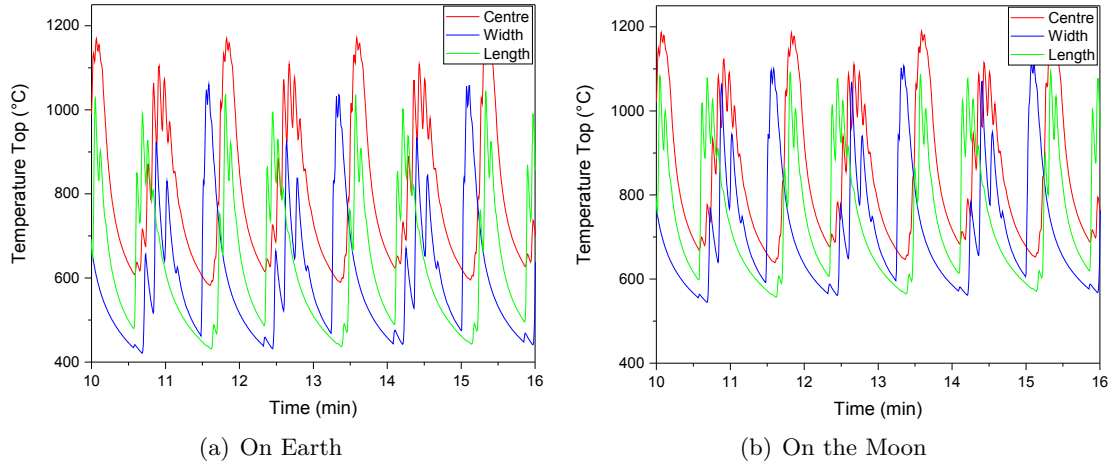 1200
1000
800
600
400
Temperature Top (°C)
10 11 12 13 14 15 16
Time (min)
Centre
Width
Length
(a) On Earth
1200
1000
800
600
400
Temperature Top (°C)
10 11 12 13 14 15 16
Time (min)
Centre
Width
Length
(b) On the Moon